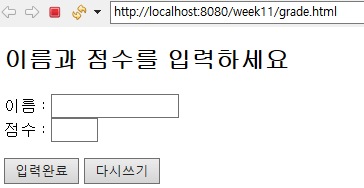 http://localhost:8080/week11/grade.html
이름과 점수를 입력하세요
이름 :
점수 :
입력완료 다시쓰기